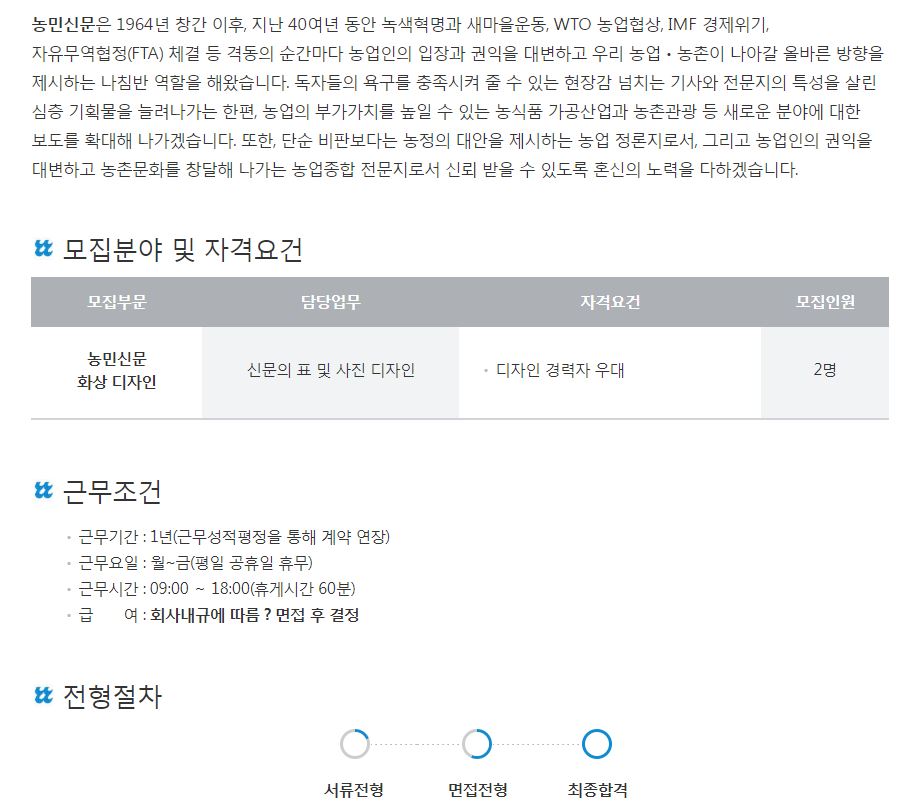 농민신문은 1964년 창간 이후, 지난 40여년 동안 녹색혁명과 새마을운동, WTO 농업협상, IMF 경제위기,
자유무역협정(FTA) 체결 등 격동의 순간마다 농업인의 입장과 권익을 대변하고 우리 농업・농촌이 나아갈 올바른 방향을
제시하는 나침반 역할을 해왔습니다. 독자들의 욕구를 충족시켜 줄 수 있는 현장감 넘치는 기사와 전문지의 특성을 살린
심층 기획물을 늘려나가는 한편, 농업의 부가가치를 높일 수 있는 농식품 가공산업과 농촌관광 등 새로운 분야에 대한
보도를 확대해 나가겠습니다. 또한, 단순 비판보다는 농정의 대안을 제시하는 농업 정론지로서, 그리고 농업인의 권익을
대변하고 농촌문화를 창달해 나가는 농업종합 전문지로서 신뢰 받을 수 있도록 혼신의 노력을 다하겠습니다.
모집분야 및 자격요건
모집부문 담당업무 자격요건 모집인원
농민신문
화상 디자인
신문의 표 및 사진 디자인
• 디자인 경력자 우대
2명
근무조건
• 근무기간 : 1년(근무성적평정을 통해 계약 연장)
• 근무요일 : 월~금(평일 공휴일 휴무)
• 근무시간 : 09:00 ~ 18:00(휴게시간 60분)
• 급 여 : 회사내규에 따름 ? 면접 후 결정
전형절차
서류전형 면접전형 최종합격